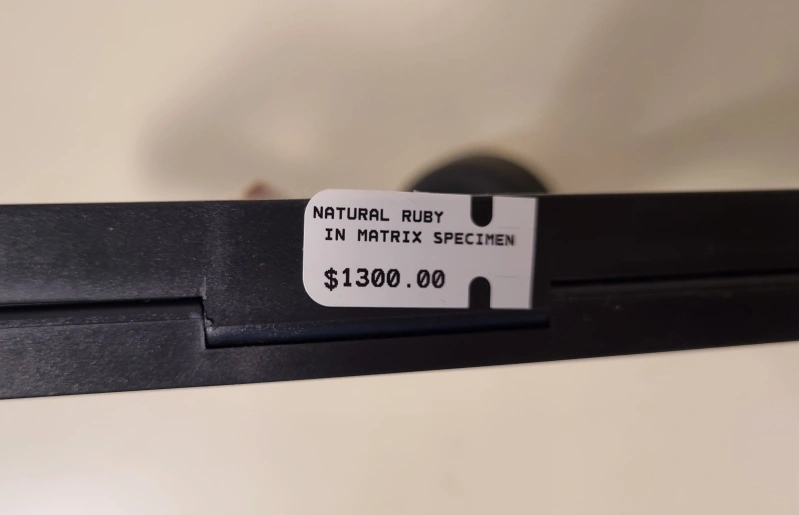 NATURAL RUBY
IN MATRIX SPECIMEN
$1300.00